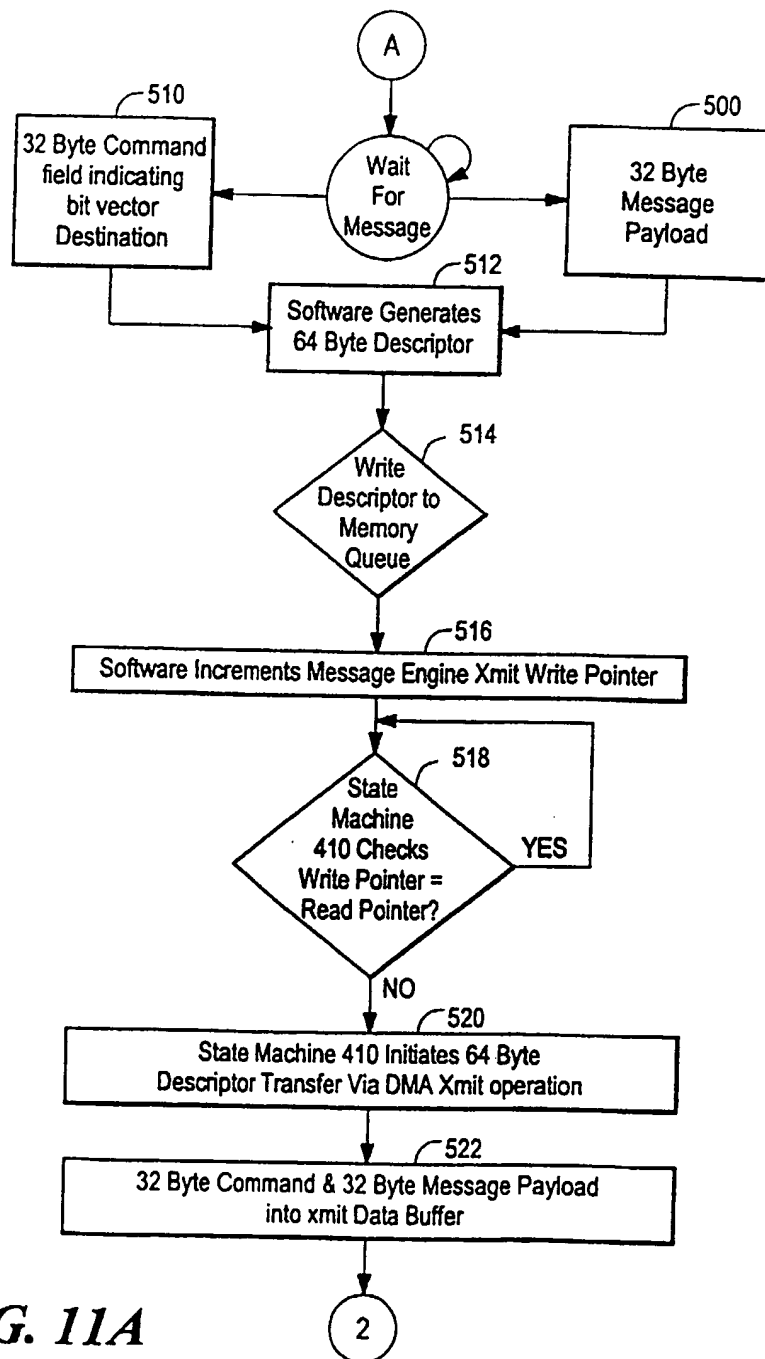 A
510
32 Byte Command
field indicating
bit vector
Destination
Wait
For
Message
500
32 Byte
Message
Payload
512
Software Generates
64 Byte Descriptor
514
Write
Descriptor to
Memory
Queue
516
Software Increments Message Engine Xmit Write Pointer
518
State
Machine
410 Checks
Write Pointer =
Read Pointer?
YES
NO
520
State Machine 410 Initiates 64 Byte
Descriptor Transfer Via DMA Xmit operation
522
32 Byte Command & 32 Byte Message Payload
into xmit Data Buffer
2
G. 11A